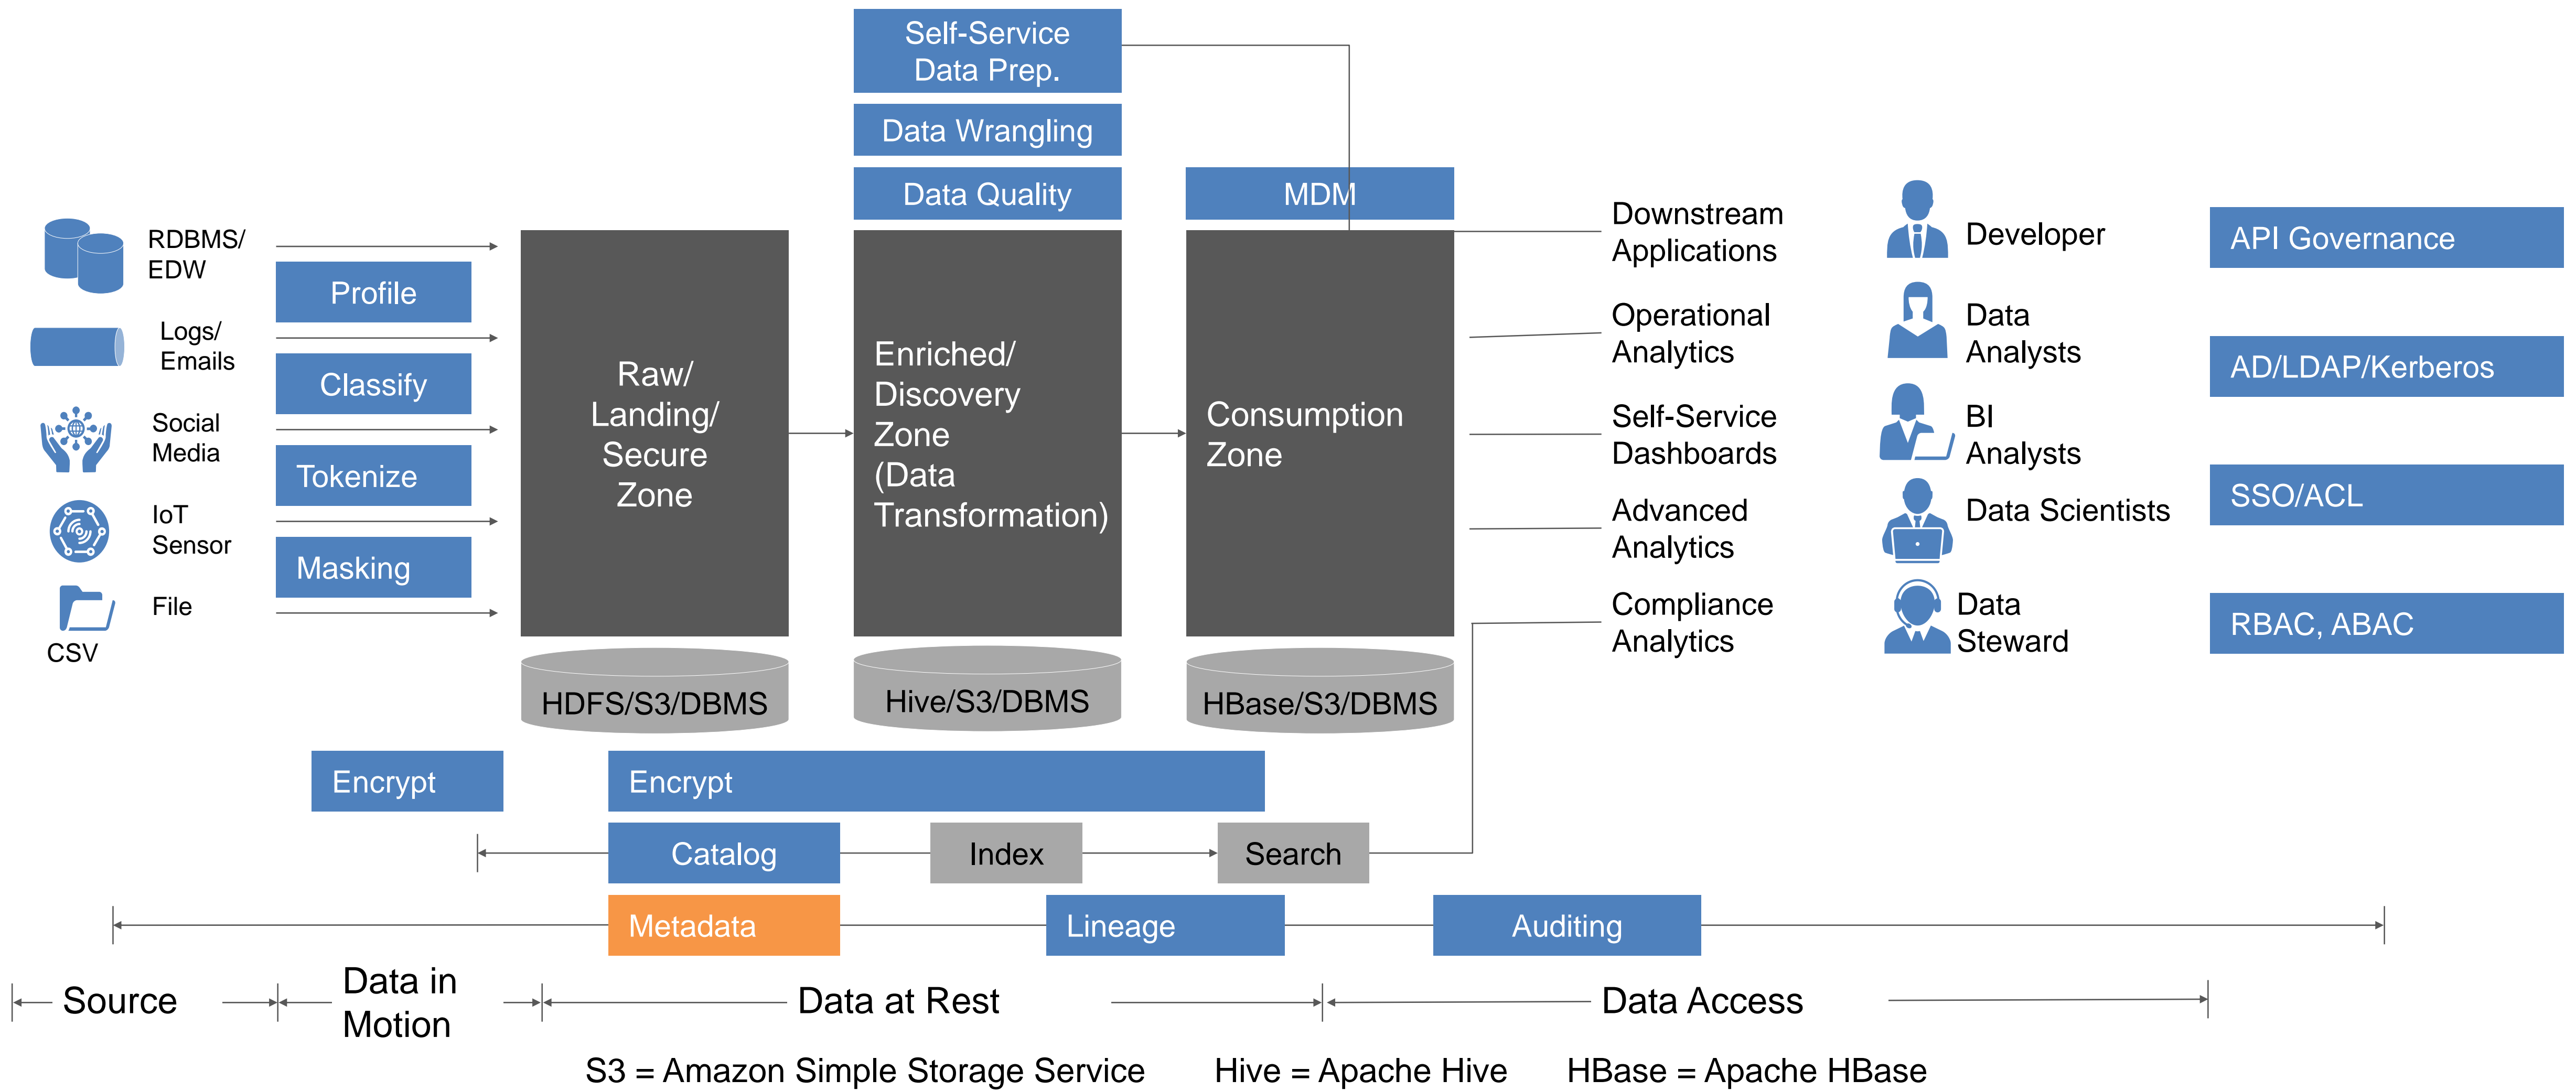 Self-Service
Data Prep.
Data Wrangling
Data Quality
MDM
RDBMS/
EDW
Logs/
Emails
Social
Media
IoT
Sensor
File
CSV
Profile
Classify
Tokenize
Masking
Raw/
Landing/
Secure
Zone
Enriched/
Discovery
Zone
(Data
Transformation)
Consumption
Zone
HDFS/S3/DBMS
Hive/S3/DBMS
HBase/S3/DBMS
Downstream
Applications
Operational
Analytics
Self-Service
Dashboards
Advanced
Analytics
Compliance
Analytics
Developer
Data
Analysts
BI
Analysts
Data Scientists
Data
Steward
API Governance
AD/LDAP/Kerberos
SSO/ACL
RBAC, ABAC
Encrypt
Encrypt
Catalog
Index
Search
Metadata
Lineage
Auditing
Source
Data in
Motion
Data at Rest
Data Access
S3 = Amazon Simple Storage Service
Hive = Apache Hive
HBase = Apache HBase